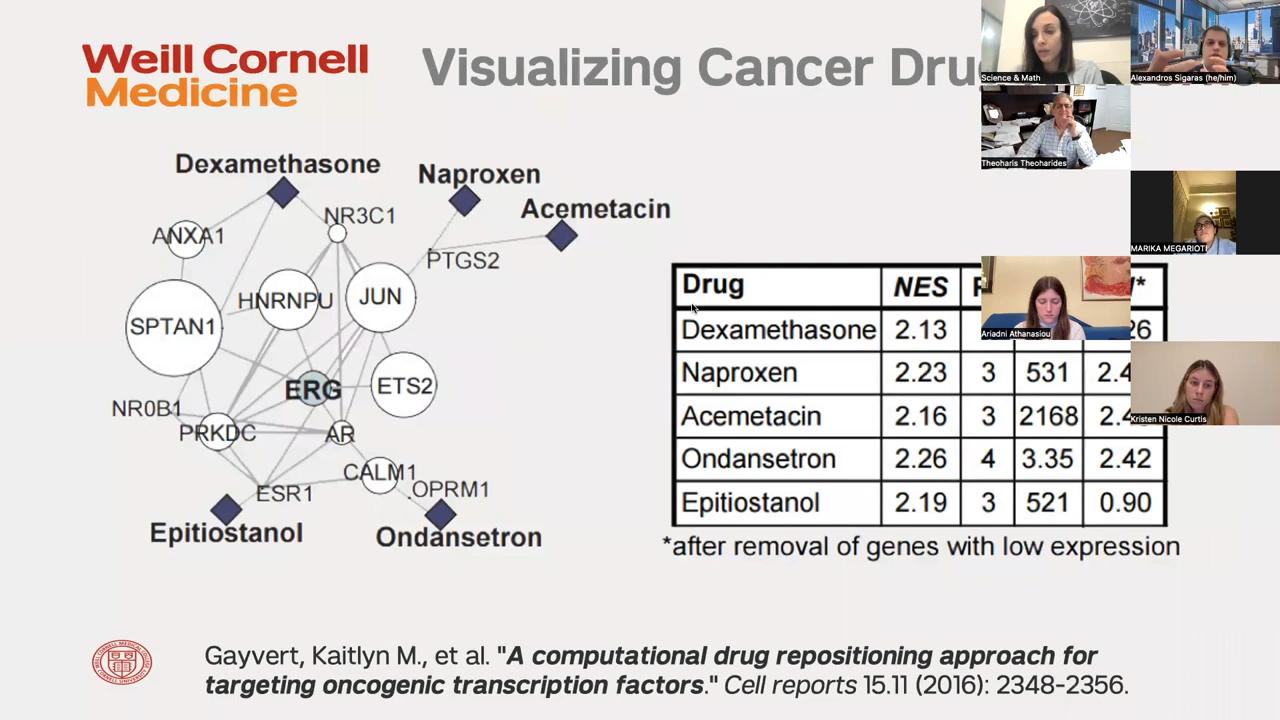 Weill Cornell
Medicine
Visualizing Cancer
Science & Math
Alexandros Sigaras (he/him)
Theoharis Theoharides
MARIKA MEGARIOTI
Ariadni Athanasiou
Kristen Nicole Curtis
Dexamethasone
Naproxen
Acemetacin
NR3C1
ANXA1
PTGS2
HNRNPU
JUN
SPTAN1
ERG
ETS2
NR0B1
PRKDC
AR
CALM1
OPRM1
ESR1
Epitiostanol
Ondansetron
Drug NES
Dexamethasone 2.13
Naproxen 2.23 3 531
Acemetacin 2.16 3 2168
Ondansetron 2.26 4 3.35 2.42
Epitiostanol 2.19 3 521 0.90
*after removal of genes with low expression
Gayvert, Kaitlyn M., et al. "A computational drug repositioning approach for
targeting oncogenic transcription factors." Cell reports 15.11 (2016): 2348-2356.